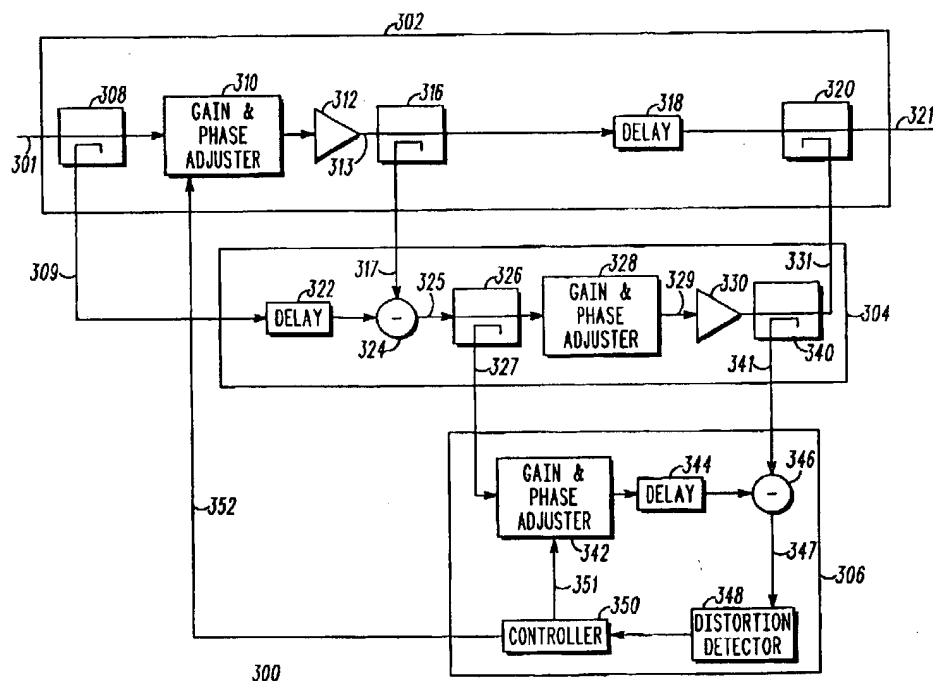 302
308
310
312
316
318
320
GAIN &
PHASE
ADJUSTER
DELAY
321
301
313
309
317
325
326
328
329
330
331
322
DELAY
-
324
GAIN &
PHASE
ADJUSTER
304
327
341
340
352
GAIN &
PHASE
ADJUSTER
344
DELAY
-
346
342
347
306
351
350
348
CONTROLLER
DISTORTION
DETECTOR
300